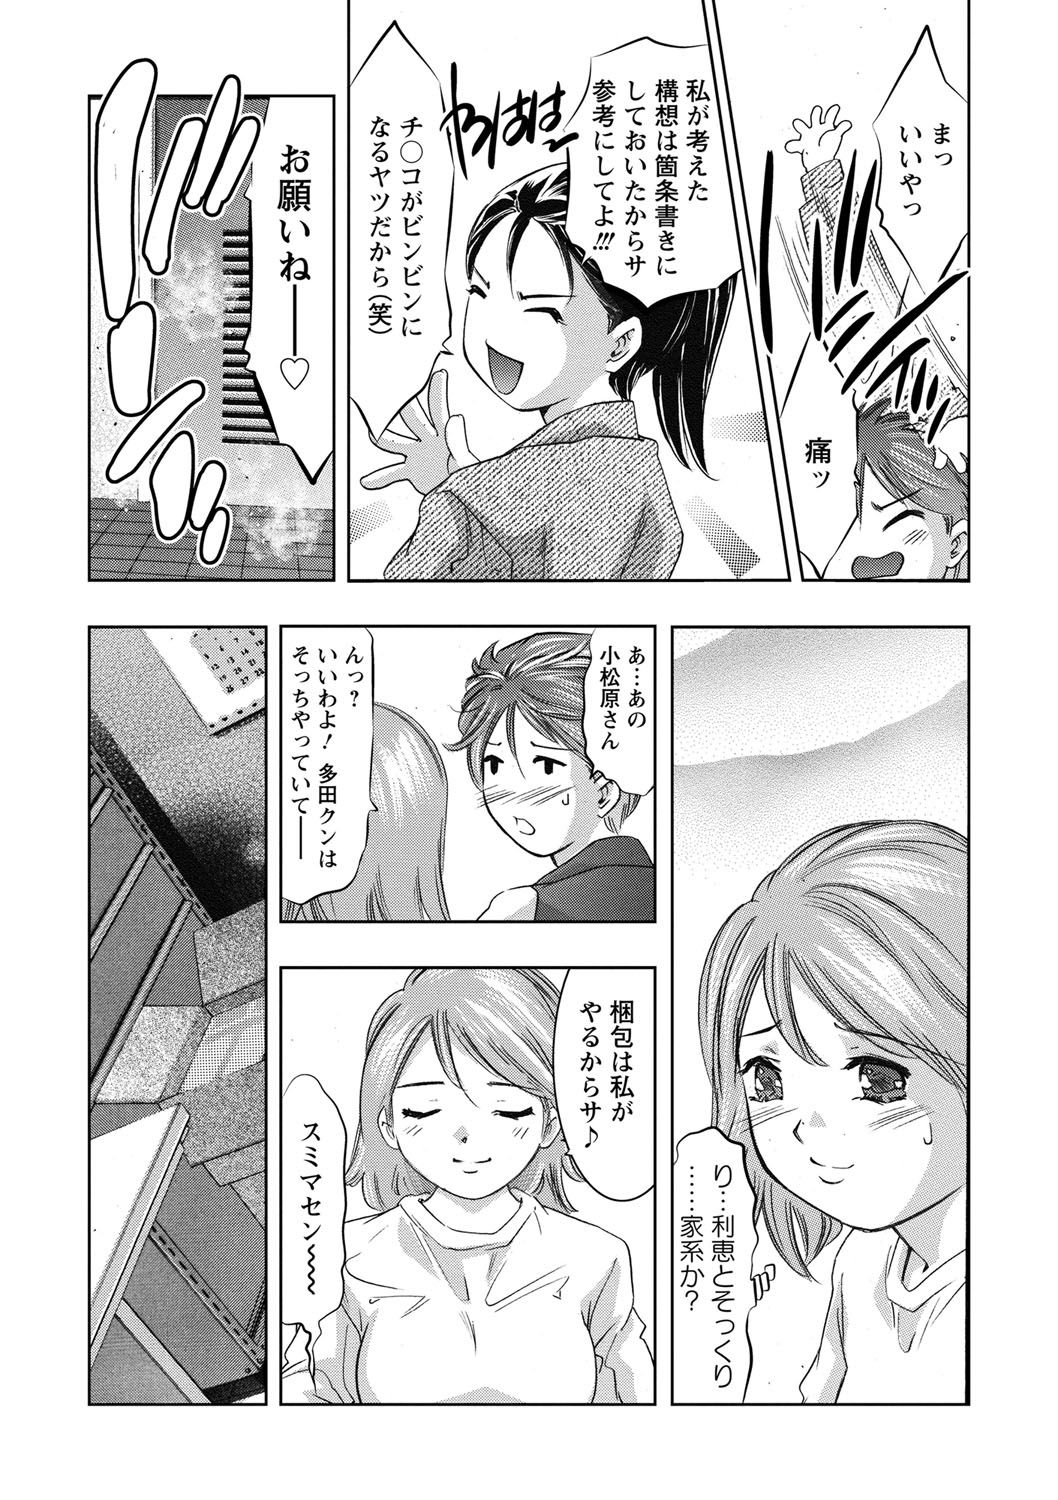 まっ
いいやっ
バシッ
痛ッ
私が考えた
構想は箇条書きに
しておいたからサ
参考にしてよ!!!
わはは
チ○コがビンビンに
なるヤツだから(笑)
お願いね——♡
り…利恵とそっくり
……家系か？
あ…あの
小松原さん
んっ？
いいわよ！多田クンは
そっちやっていて——
梱包は私が
やるからサ♪
スミマセン〜〜